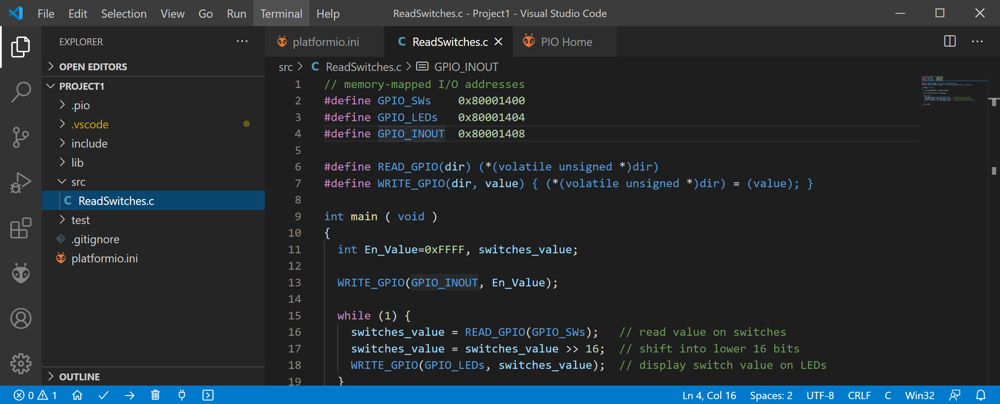 File Edit Selection View Go Run Terminal Help ReadSwitches.c - Project1 - Visual Studio Code
EXPLORER
OPEN EDITORS
PROJECT1
.pio
.vscode
include
lib
src
C ReadSwitches.c
test
.gitignore
platformio.ini
OUTLINE
platformio.ini C ReadSwitches.c PIO Home
src > C ReadSwitches.c > GPIO_INOUT
1 // memory-mapped I/O addresses
2 #define GPIO_SWs    0x80001400
3 #define GPIO_LEDs   0x80001404
4 #define GPIO_INOUT  0x80001408
5
6 #define READ_GPIO(dir) (*(volatile unsigned *)dir)
7 #define WRITE_GPIO(dir, value) { (*(volatile unsigned *)dir) = (value); }
8
9 int main ( void )
10 {
11   int En_Value=0xFFFF, switches_value;
12
13   WRITE_GPIO(GPIO_INOUT, En_Value);
14
15   while (1) {
16     switches_value = READ_GPIO(GPIO_SWs);   // read value on switches
17     switches_value = switches_value >> 16;  // shift into lower 16 bits
18     WRITE_GPIO(GPIO_LEDs, switches_value);  // display switch value on LEDs
19   }
0 1 Ln 4, Col 16 Spaces: 2 UTF-8 CRLF C Win32